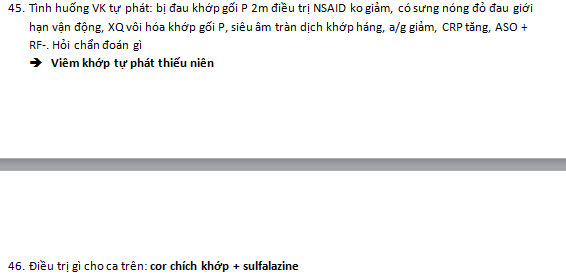 45. Tình huống VK tự phát: bị đau khớp gối P 2m điều trị NSAID ko giảm, có sưng nóng đỏ đau giới
hạn vận động, XQ vôi hóa khớp gối P, siêu âm tràn dịch khớp háng, a/g giảm, CRP tăng, ASO +
RF-. Hỏi chẩn đoán gì
➔ Viêm khớp tự phát thiếu niên
46. Điều trị gì cho ca trên: cor chích khớp + sulfalazine